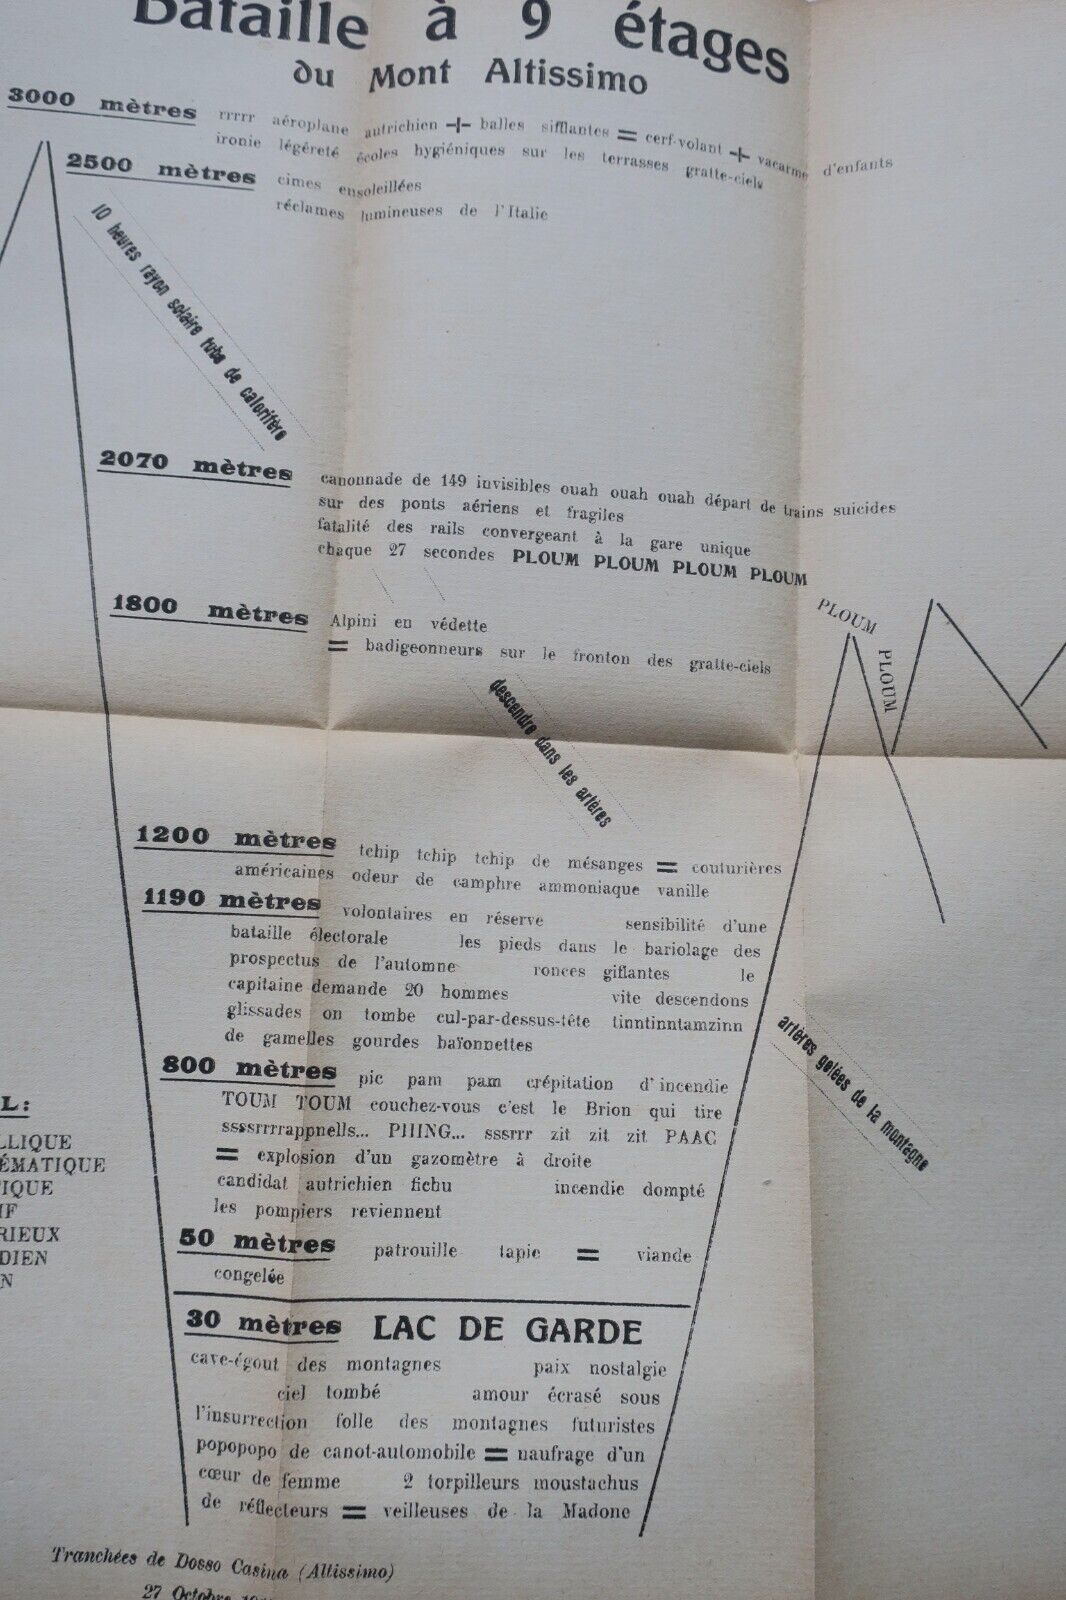 Bataille à 9 étages
du Mont Altissimo
3000 mètres rrrrr aéroplane autrichien + balles sifflantes = cerf-volant + vacarme d'enfants
ironie légéreté écoles hygiéniques sur les terrasses gratte-ciels
2500 mètres cimes ensoleillées
réclames lumineuses de l'Italie
10 heures rayon solaire tube de calorifère
2070 mètres canonnade de 149 invisibles ouah ouah ouah départ de trains suicides
sur des ponts aériens et fragiles
fatalité des rails convergeant à la gare unique
chaque 27 secondes PLOUM PLOUM PLOUM PLOUM
1800 mètres Alpini en védette
= badigeonneurs sur le fronton des gratte-ciels
PLOUM
PLOUM
descendre dans les artères
1200 mètres tchip tchip tchip de mésanges = couturières
américaines odeur de camphre ammoniaque vanille
1190 mètres volontaires en réserve sensibilité d'une
bataille électorale les pieds dans le bariolage des
prospectus de l'automne ronces giflantes le
capitaine demande 20 hommes vite descendons
glissades on tombe cul-par-dessus-tête tinntinntamzinn
de gamelles gourdes baïonnettes
artères gelées de la montagne
800 mètres pic pam pam crépitation d'incendie
TOUM TOUM couchez-vous c'est le Brion qui tire
ssssrrrrappnells... PIIING... sssrrr zit zit zit PAAC
= explosion d'un gazomètre à droite
candidat autrichien fichu incendie dompté
les pompiers reviennent
50 mètres patrouille tapie = viande
congelée
30 mètres LAC DE GARDE
cave-égout des montagnes paix nostalgie
ciel tombé amour écrasé sous
l'insurrection folle des montagnes futuristes
popopopo de canot-automobile = naufrage d'un
cœur de femme 2 torpilleurs moustachus
de réflecteurs = veilleuses de la Madone
L:
LLIQUE
ÉMATIQUE
TIQUE
IF
RIEUX
DIEN
N
Tranchées de Dosso Casina (Altissimo)
27 Octobre